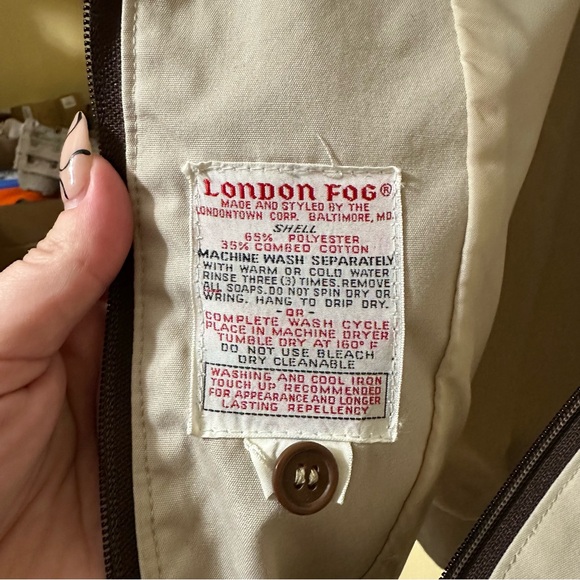 LONDON FOG®
MADE AND STYLED BY THE
LONDONTOWN CORP. BALTIMORE, MD.
SHELL
65% POLYESTER
35% COMBED COTTON
MACHINE WASH SEPARATELY
WITH WARM OR COLD WATER
RINSE THREE (3) TIMES. REMOVE
ALL SOAPS. DO NOT SPIN DRY OR
WRING. HANG TO DRIP DRY.
-OR-
COMPLETE WASH CYCLE
PLACE IN MACHINE DRYER
TUMBLE DRY AT 160° F
DO NOT USE BLEACH
DRY CLEANABLE
WASHING AND COOL IRON
TOUCH UP RECOMMENDED
FOR APPEARANCE AND LONGER
LASTING REPELLENCY